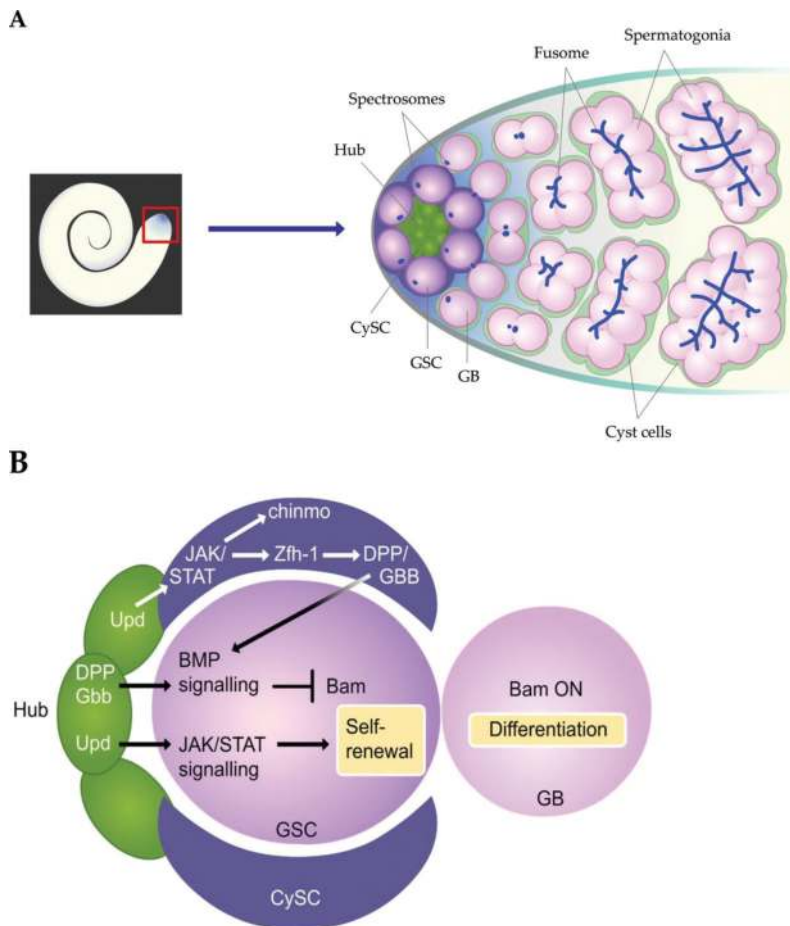 A
Spermatogonia
Fusome
Spectrosomes
Hub
CySC
GSC
GB
Cyst cells
B
chinmo
JAK/
STAT
Zfh-1
DPP/
GBB
Upd
DPP
Gbb
Hub
Upd
BMP
signalling
Bam
JAK/STAT
signalling
Self-
renewal
GSC
CySC
Bam ON
Differentiation
GB